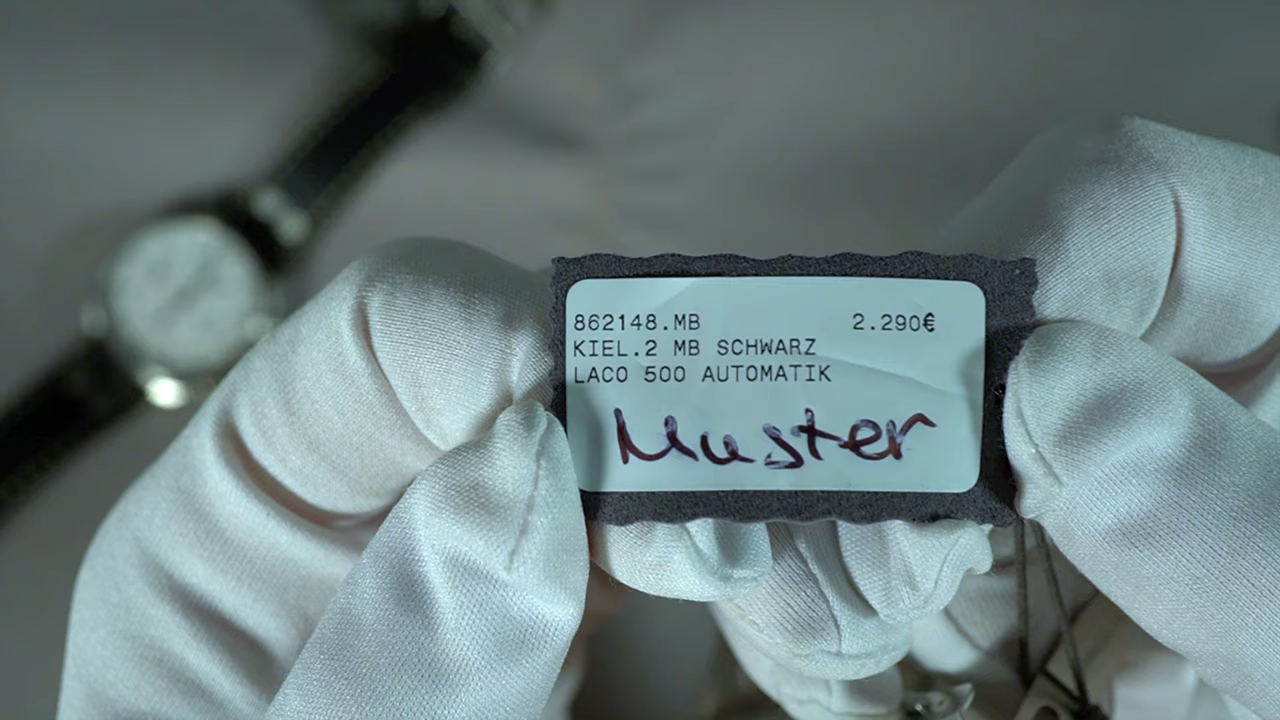 862148.MB 2.290€
KIEL.2 MB SCHWARZ
LACO 500 AUTOMATIK
Muster